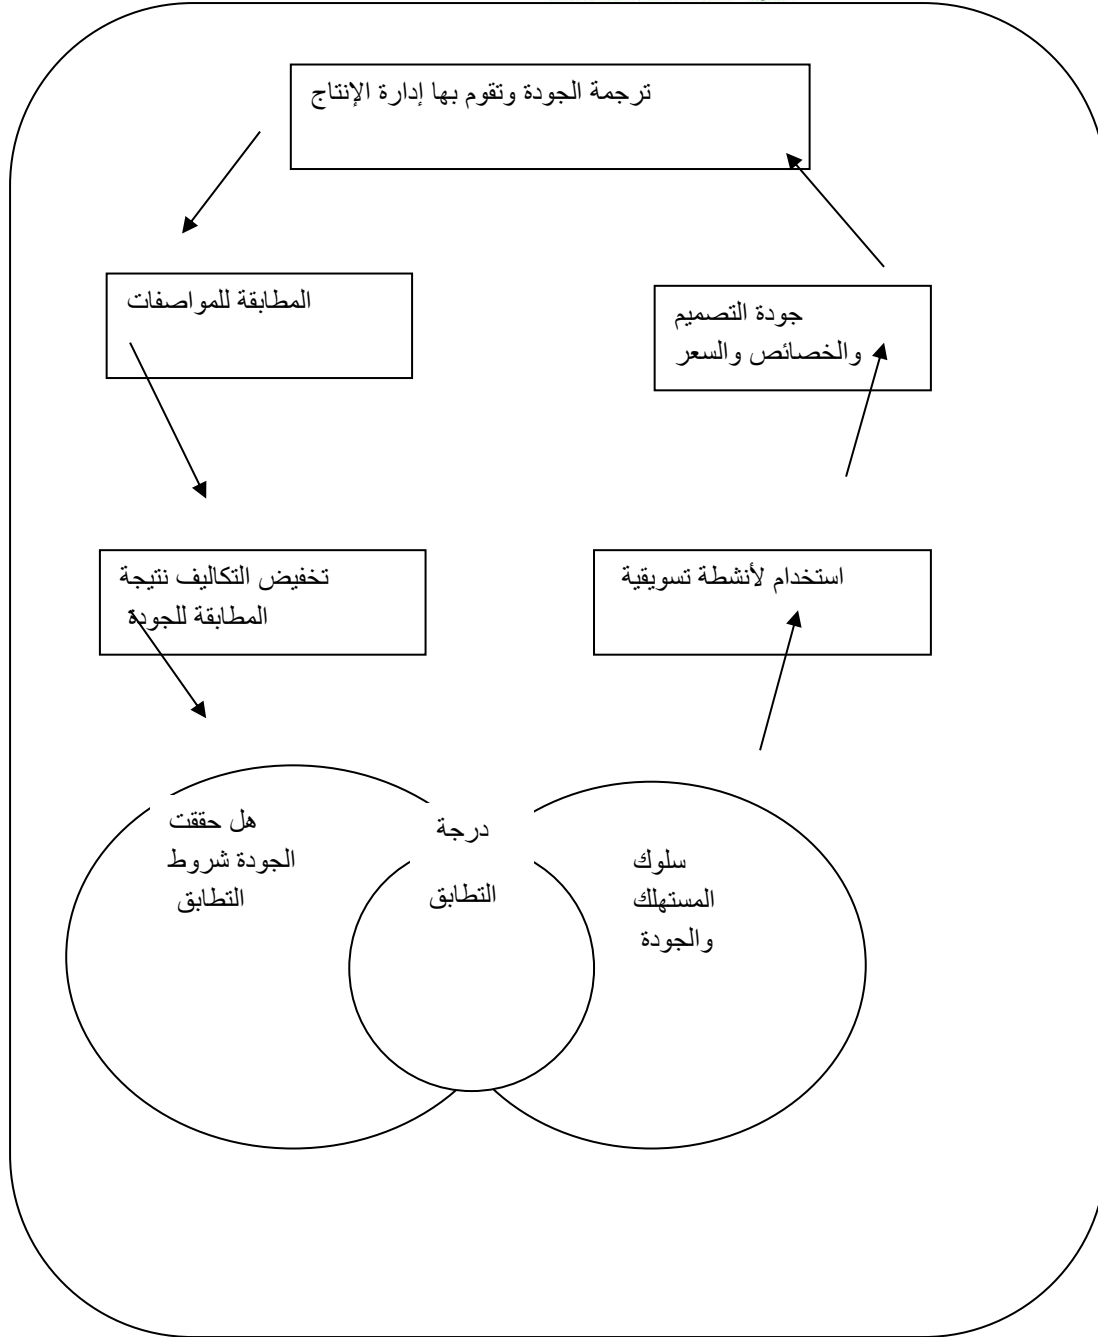 ترجمة الجودة وتقوم بها إدارة الإنتاج
جودة التصميم
والخصائص والسعر
المطابقة للمواصفات
استخدام لأنشطة تسويقية
تخفيض التكاليف نتيجة
المطابقة للجودة
سلوك
المستهلك
والجودة
درجة
التطابق
هل حققت
الجودة شروط
التطابق